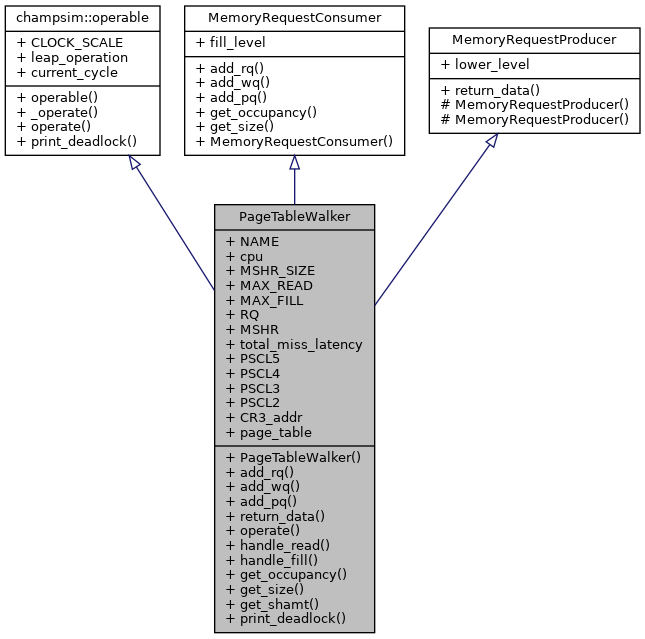 champsim::operable
+ CLOCK_SCALE
+ leap_operation
+ current_cycle
+ operable()
+ _operate()
+ operate()
+ print_deadlock()
MemoryRequestConsumer
+ fill_level
+ add_rq()
+ add_wq()
+ add_pq()
+ get_occupancy()
+ get_size()
+ MemoryRequestConsumer()
MemoryRequestProducer
+ lower_level
+ return_data()
# MemoryRequestProducer()
# MemoryRequestProducer()
PageTableWalker
+ NAME
+ cpu
+ MSHR_SIZE
+ MAX_READ
+ MAX_FILL
+ RQ
+ MSHR
+ total_miss_latency
+ PSCL5
+ PSCL4
+ PSCL3
+ PSCL2
+ CR3_addr
+ page_table
+ PageTableWalker()
+ add_rq()
+ add_wq()
+ add_pq()
+ return_data()
+ operate()
+ handle_read()
+ handle_fill()
+ get_occupancy()
+ get_size()
+ get_shamt()
+ print_deadlock()